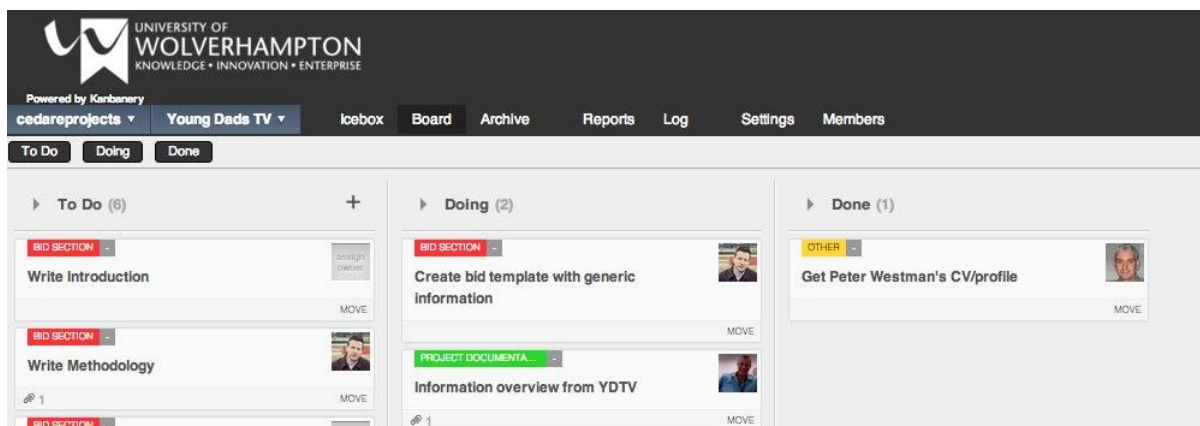 UNIVERSITY OF
WOLVERHAMPTON
KNOWLEDGE • INNOVATION • ENTERPRISE
Powered by Kanbanery
cedareprojects ▾ Young Dads TV ▾ Icebox Board Archive Reports Log Settings Members
To Do Doing Done
To Do (6) +
BID SECTION -
assign owner
Write Introduction
MOVE
BID SECTION -
Write Methodology
1 MOVE
BID SECTION
Doing (2)
BID SECTION -
Create bid template with generic
information
MOVE
PROJECT DOCUMENTA... -
Information overview from YDTV
1 MOVE
Done (1)
OTHER -
Get Peter Westman's CV/profile
MOVE